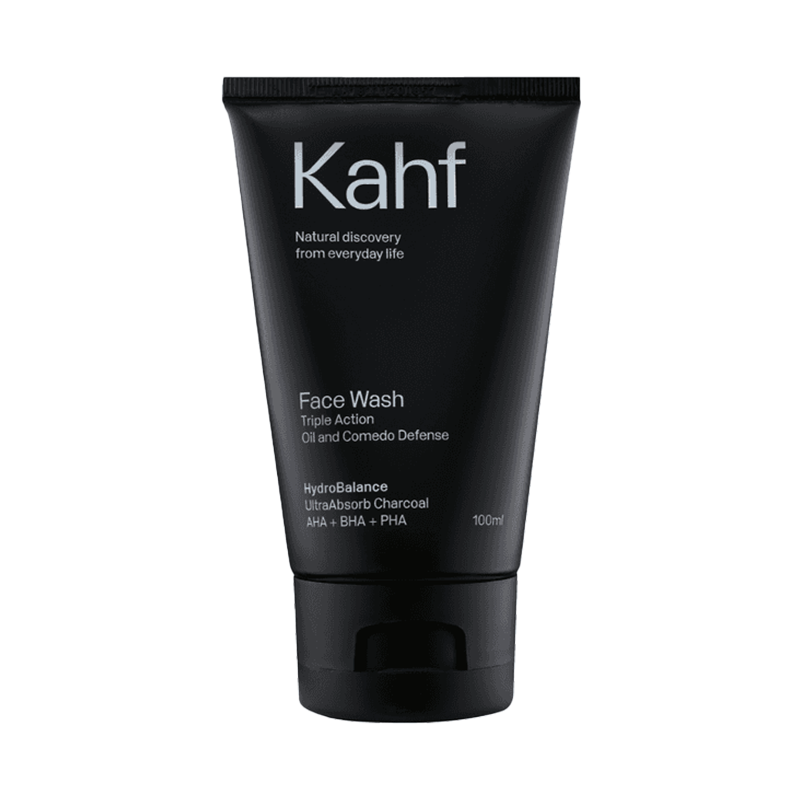 Kahf
Natural discovery
from everyday life
Face Wash
Triple Action
Oil and Comedo Defense
HydroBalance
UltraAbsorb Charcoal
AHA + BHA + PHA
100ml